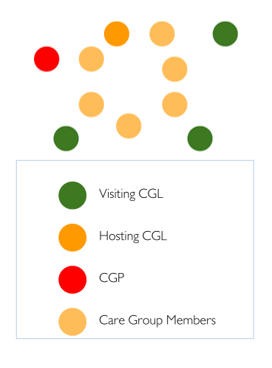 Visiting CGL
Hosting CGL
CGP
Care Group Members